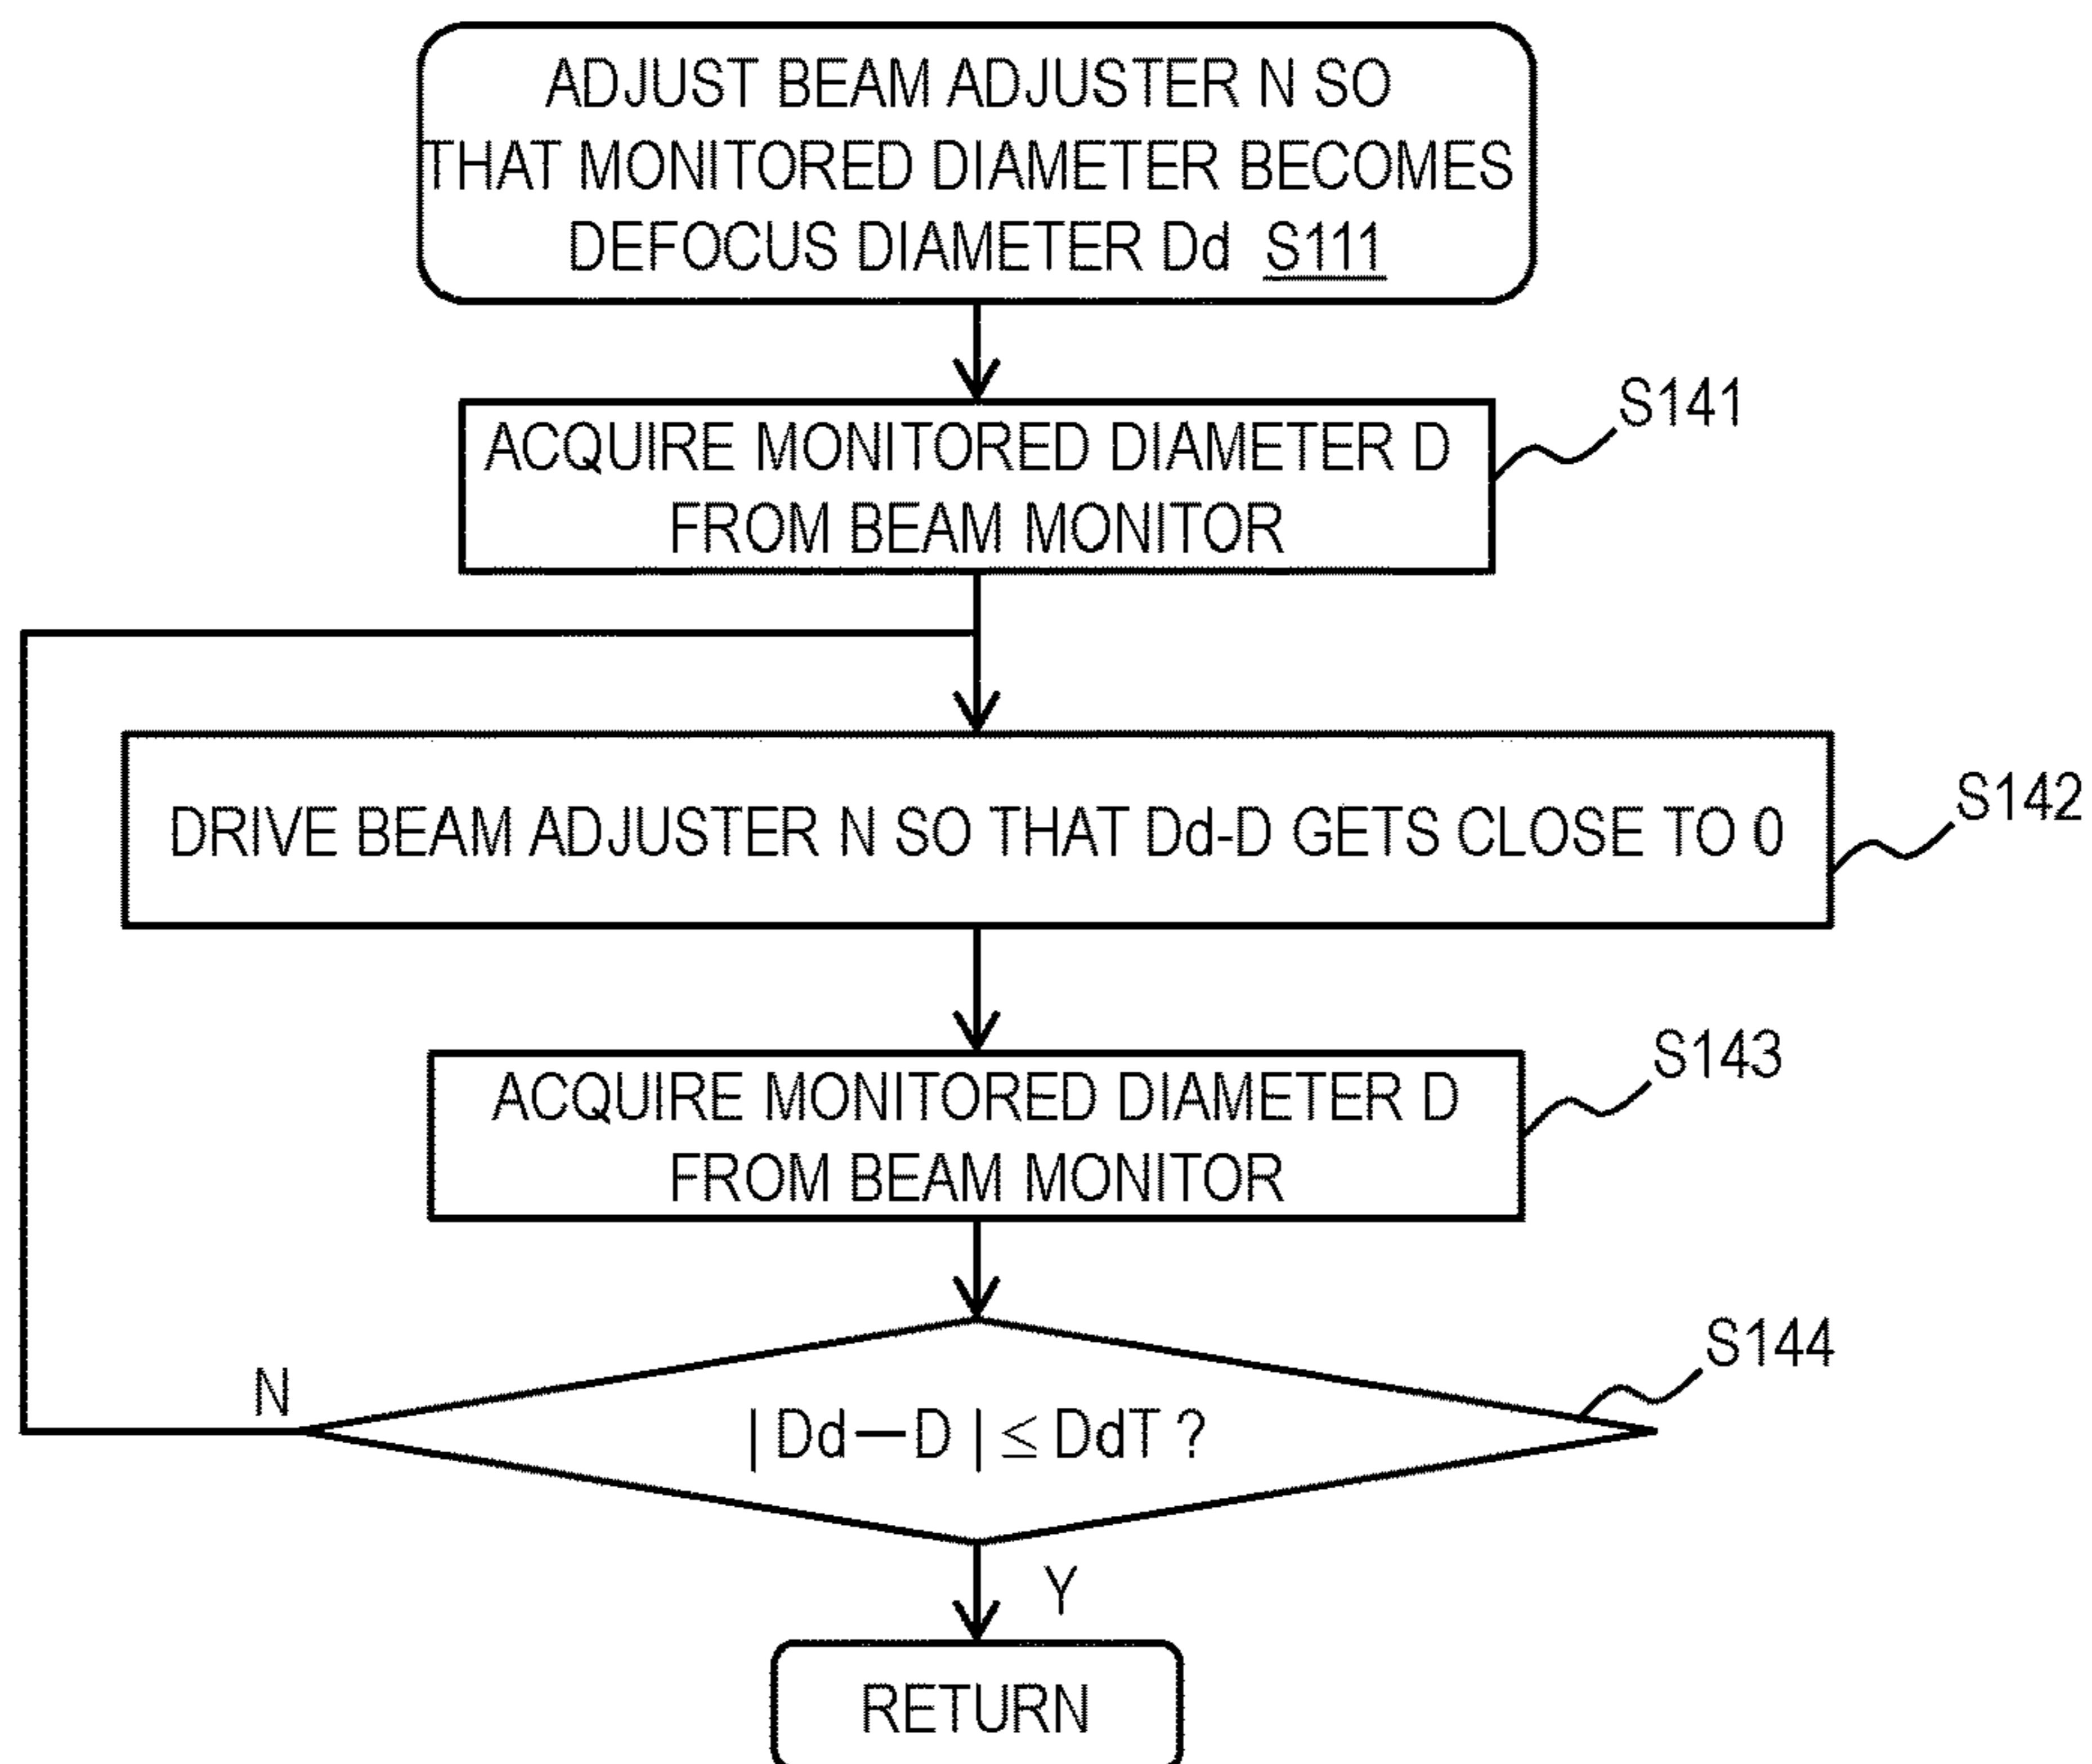 ADJUST BEAM ADJUSTER N SO
THAT MONITORED DIAMETER BECOMES
DEFOCUS DIAMETER Dd S111
S141
ACQUIRE MONITORED DIAMETER D
FROM BEAM MONITOR
S142
DRIVE BEAM ADJUSTER N SO THAT Dd-D GETS CLOSE TO 0
S143
ACQUIRE MONITORED DIAMETER D
FROM BEAM MONITOR
S144
N
| Dd—D | ≤ DdT ?
Y
RETURN